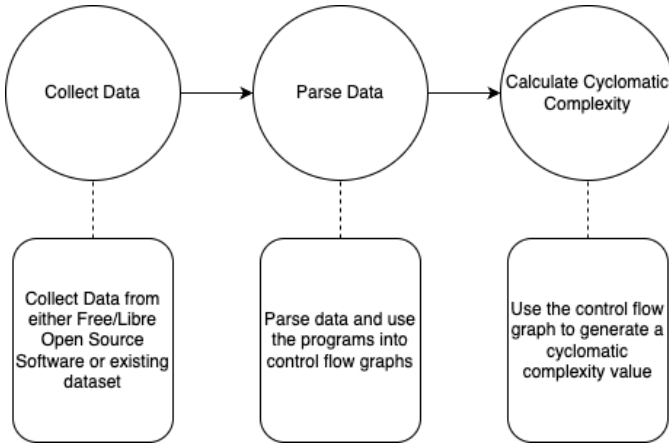 Collect Data
Parse Data
Calculate Cyclomatic
Complexity
Collect Data from
either Free/Libre
Open Source
Software or existing
dataset
Parse data and use
the programs into
control flow graphs
Use the control flow
graph to generate a
cyclomatic
complexity value